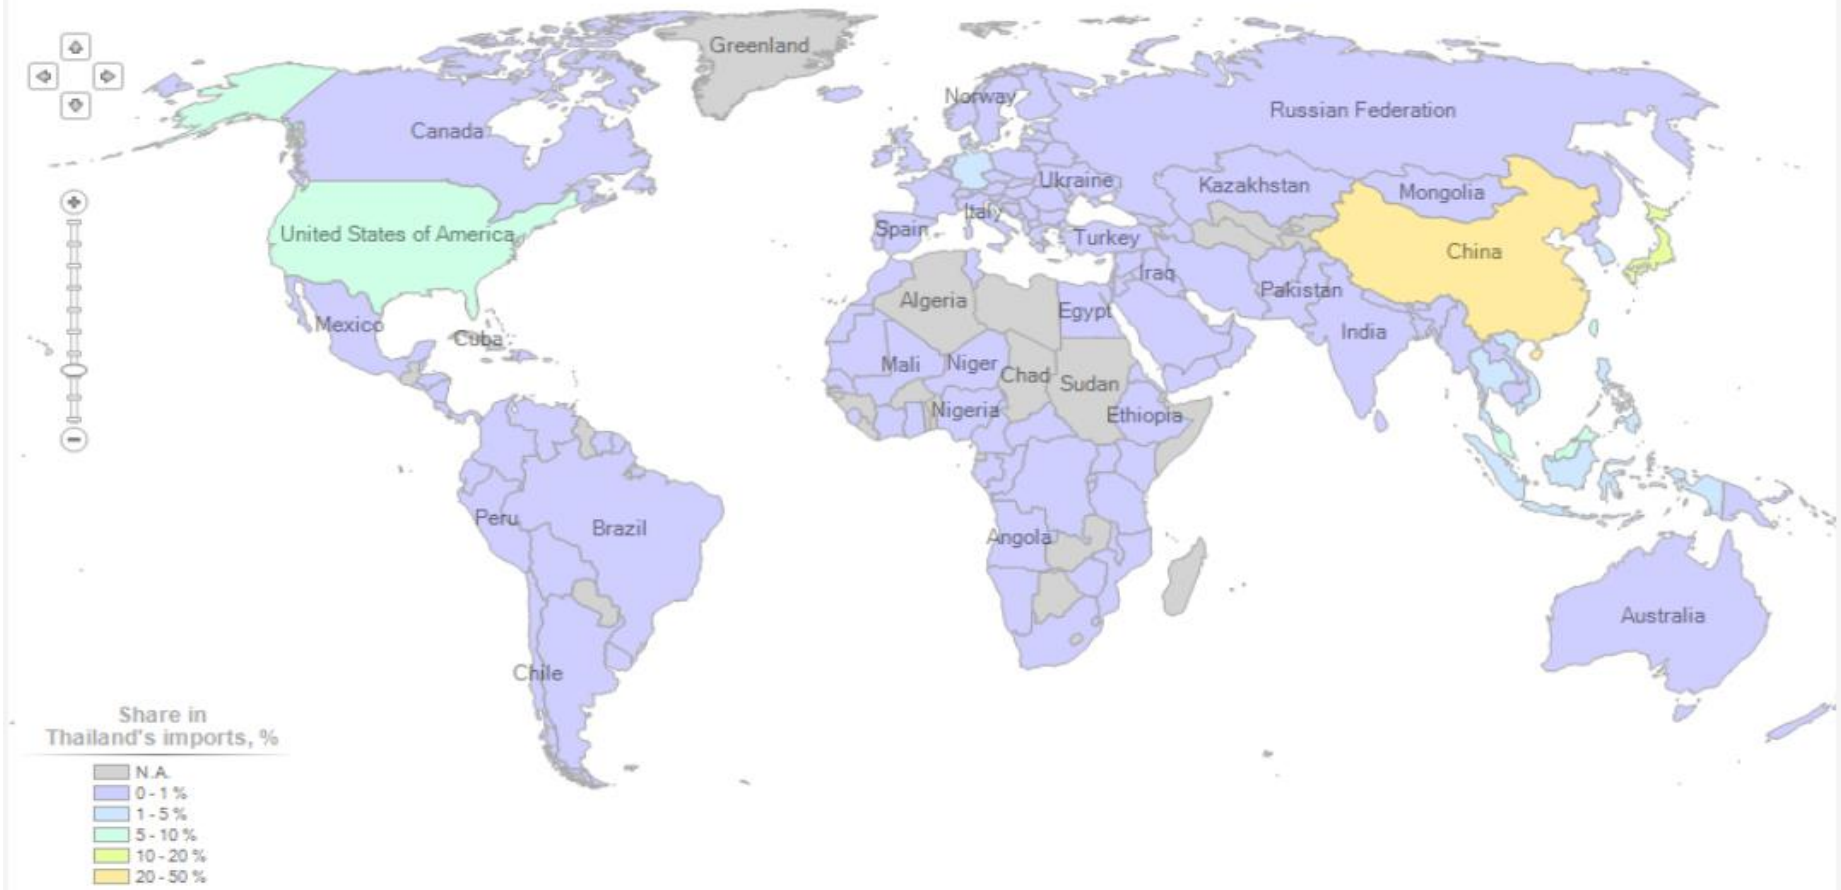 Greenland
Norway
Russian Federation
Canada
Ukraine
Kazakhstan
Mongolia
Italy
Spain
United States of America
Turkey
China
Iraq
Pakistan
Algeria
Egypt
Mexico
India
Cuba
Mali
Niger
Chad
Sudan
Nigeria
Ethiopia
Peru
Brazil
Angola
Australia
Chile
Share in
Thailand's imports, %
N.A.
0 - 1 %
1 - 5 %
5 - 10 %
10 - 20 %
20 - 50 %